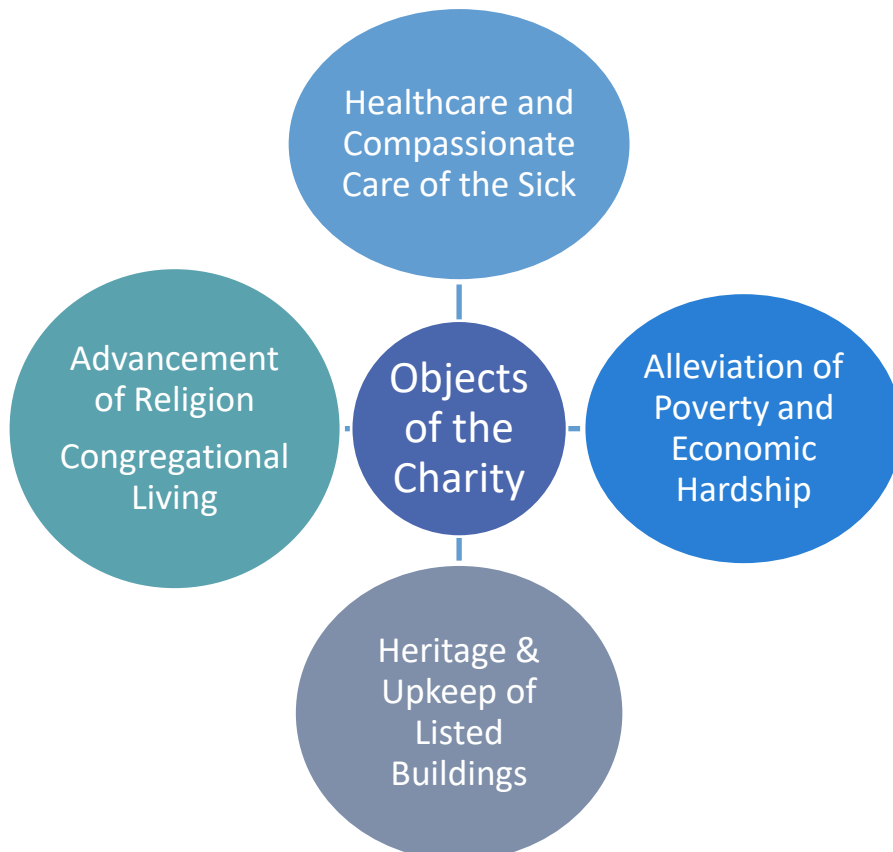 Healthcare and
Compassionate
Care of the Sick
Advancement
of Religion
Congregational
Living
Objects
of the
Charity
Alleviation of
Poverty and
Economic
Hardship
Heritage &
Upkeep of
Listed
Buildings